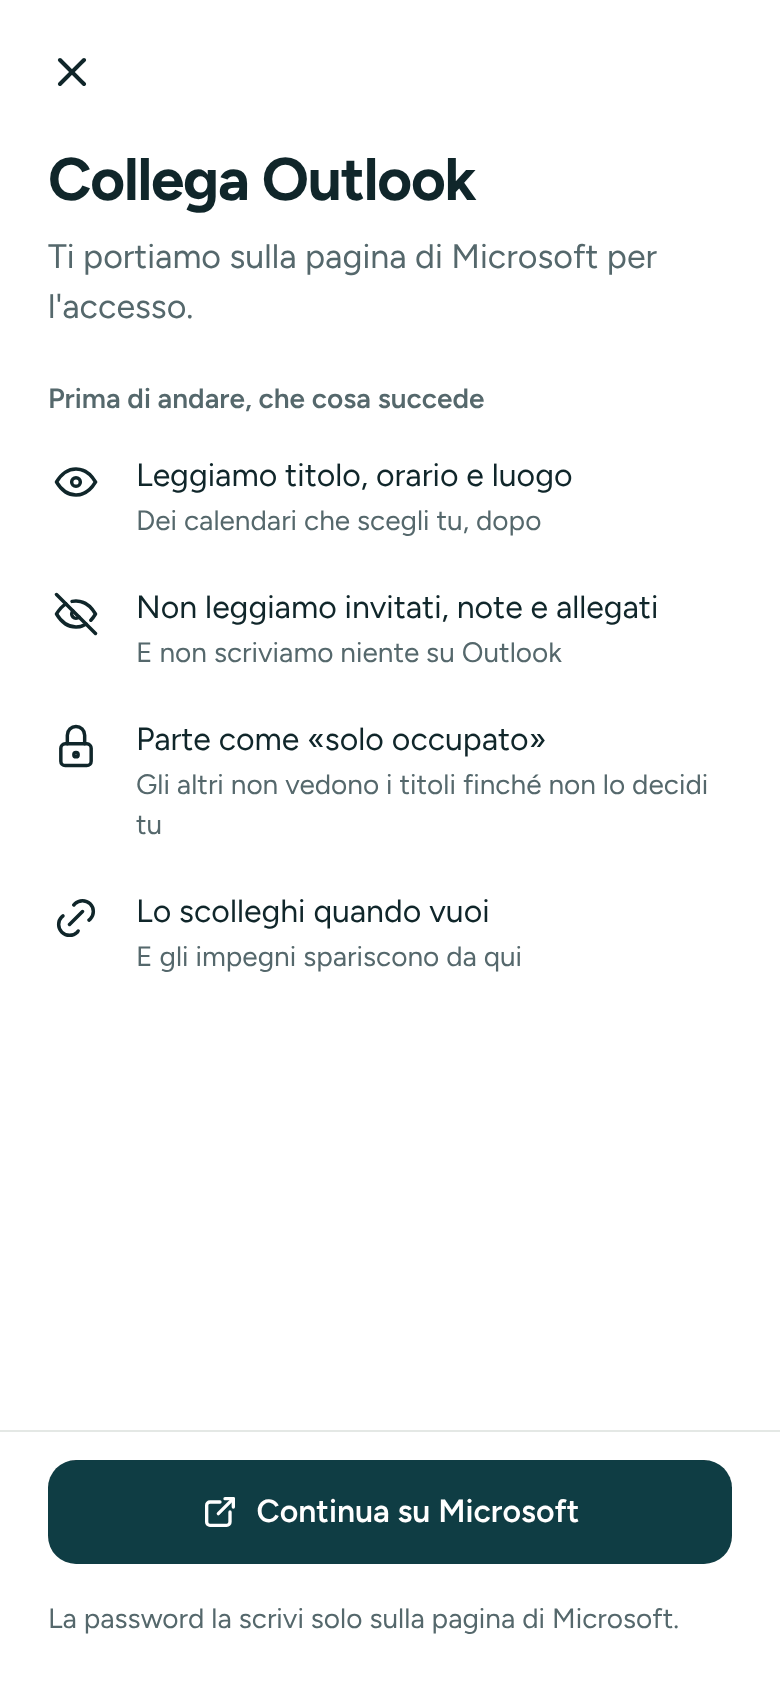 Collega Outlook
Ti portiamo sulla pagina di Microsoft per
l'accesso.
Prima di andare, che cosa succede
Leggiamo titolo, orario e luogo
Dei calendari che scegli tu, dopo
Non leggiamo invitati, note e allegati
E non scriviamo niente su Outlook
Parte come «solo occupato»
Gli altri non vedono i titoli finché non lo decidi
tu
Lo scolleghi quando vuoi
E gli impegni spariscono da qui
Continua su Microsoft
La password la scrivi solo sulla pagina di Microsoft.